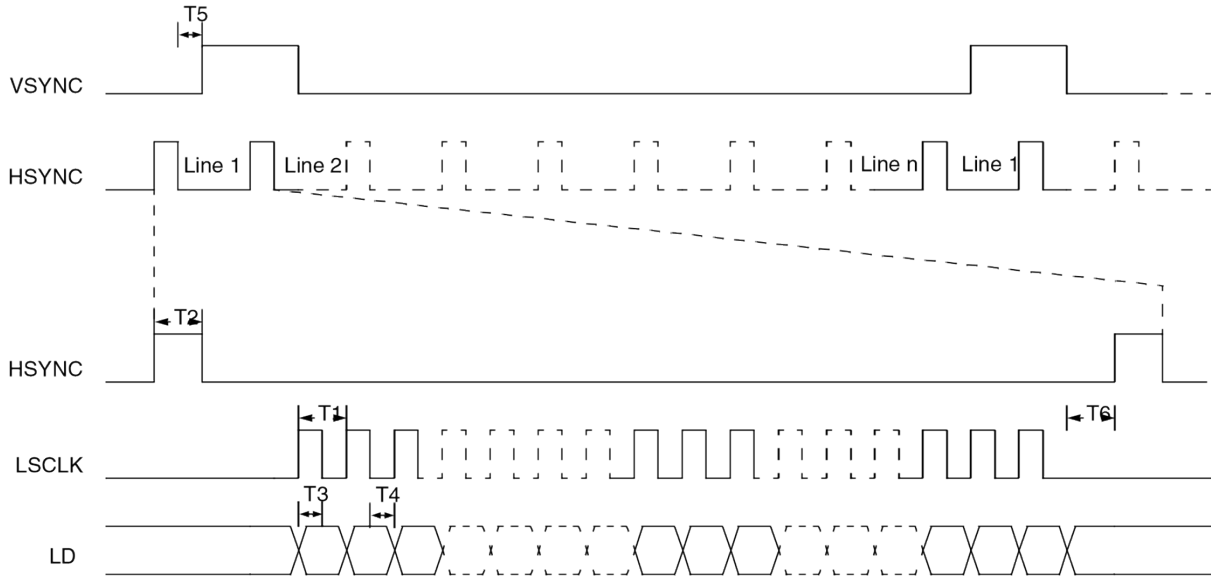 T5
VSYNC
HSYNC Line 1 Line 2 Line n Line 1
T2
HSYNC
T1 T6
LSCLK
T3 T4
LD